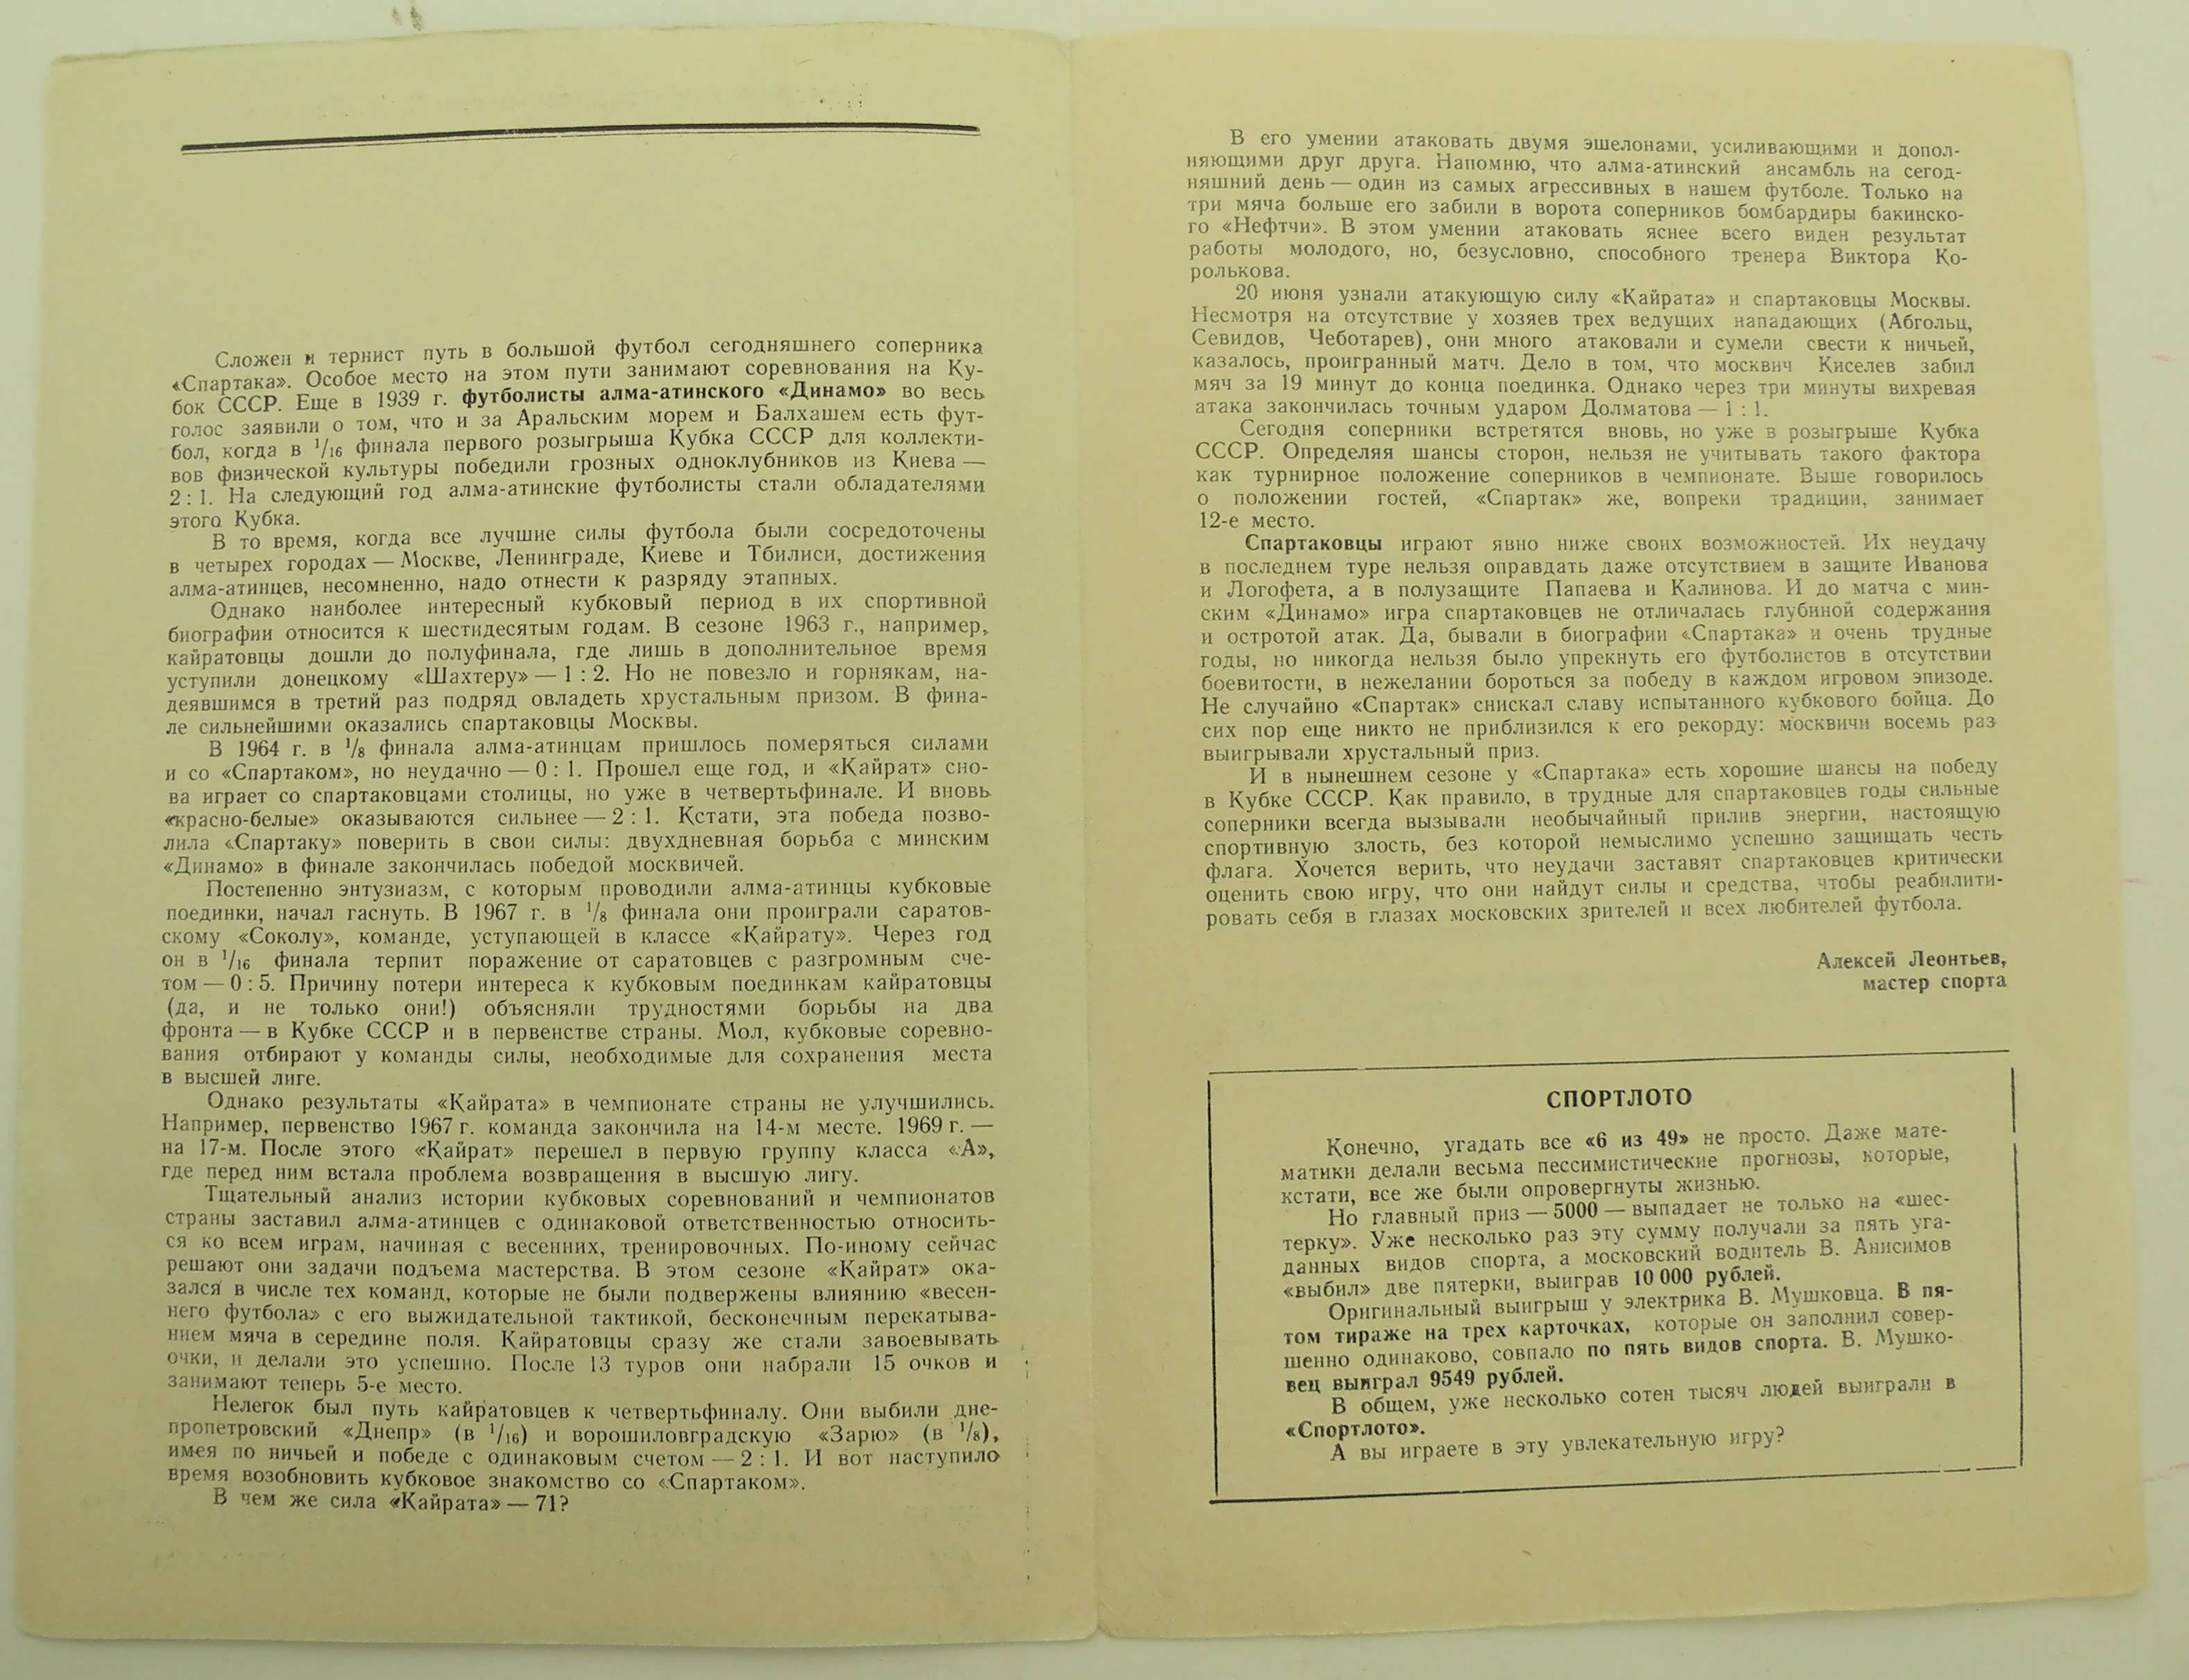 Сложен и тернист путь в большой футбол сегодняшнего соперника
«Спартака». Особое место на этом пути занимают соревнования на Ку-
бок СССР. Еще в 1939 г. футболисты алма-атинского «Динамо» во весь
голос заявили о том, что и за Аральским морем и Балхашем есть фут-
бол, когда в 1/16 финала первого розыгрыша Кубка СССР для коллекти-
вов физической культуры победили грозных одноклубников из Киева —
2 : 1. На следующий год алма-атинские футболисты стали обладателями
этого Кубка.
В то время, когда все лучшие силы футбола были сосредоточены
в четырех городах — Москве, Ленинграде, Киеве и Тбилиси, достижения
алма-атинцев, несомненно, надо отнести к разряду этапных.
Однако наиболее интересный кубковый период в их спортивной
биографии относится к шестидесятым годам. В сезоне 1963 г., например,
кайратовцы дошли до полуфинала, где лишь в дополнительное время
уступили донецкому «Шахтеру» — 1 : 2. Но не повезло и горнякам, на-
деявшимся в третий раз подряд овладеть хрустальным призом. В фина-
ле сильнейшими оказались спартаковцы Москвы.
В 1964 г. в 1/8 финала алма-атинцам пришлось померяться силами
и со «Спартаком», но неудачно — 0 : 1. Прошел еще год, и «Кайрат» сно-
ва играет со спартаковцами столицы, но уже в четвертьфинале. И вновь
«красно-белые» оказываются сильнее — 2 : 1. Кстати, эта победа позво-
лила «Спартаку» поверить в свои силы: двухдневная борьба с минским
«Динамо» в финале закончилась победой москвичей.
Постепенно энтузиазм, с которым проводили алма-атинцы кубковые
поединки, начал гаснуть. В 1967 г. в 1/8 финала они проиграли саратов-
скому «Соколу», команде, уступающей в классе «Кайрату». Через год
он в 1/16 финала терпит поражение от саратовцев с разгромным сче-
том — 0 : 5. Причину потери интереса к кубковым поединкам кайратовцы
(да, и не только они!) объясняли трудностями борьбы на два
фронта — в Кубке СССР и в первенстве страны. Мол, кубковые соревно-
вания отбирают у команды силы, необходимые для сохранения места
в высшей лиге.
Однако результаты «Кайрата» в чемпионате страны не улучшились.
Например, первенство 1967 г. команда закончила на 14-м месте. 1969 г. —
на 17-м. После этого «Кайрат» перешел в первую группу класса «А»,
где перед ним встала проблема возвращения в высшую лигу.
Тщательный анализ истории кубковых соревнований и чемпионатов
страны заставил алма-атинцев с одинаковой ответственностью относить-
ся ко всем играм, начиная с весенних, тренировочных. По-иному сейчас
решают они задачи подъема мастерства. В этом сезоне «Кайрат» ока-
зался в числе тех команд, которые не были подвержены влиянию «весен-
него футбола» с его выжидательной тактикой, бесконечным перекатыва-
нием мяча в середине поля. Кайратовцы сразу же стали завоевывать
очки, и делали это успешно. После 13 туров они набрали 15 очков и
занимают теперь 5-е место.
Нелегок был путь кайратовцев к четвертьфиналу. Они выбили дне-
пропетровский «Днепр» (в 1/16) и ворошиловградскую «Зарю» (в 1/8),
имея по ничьей и победе с одинаковым счетом — 2 : 1. И вот наступило
время возобновить кубковое знакомство со «Спартаком».
В чем же сила «Кайрата» — 71?
В его умении атаковать двумя эшелонами, усиливающими и допол-
няющими друг друга. Напомню, что алма-атинский ансамбль на сегод-
няшний день — один из самых агрессивных в нашем футболе. Только на
три мяча больше его забили в ворота соперников бомбардиры бакинско-
го «Нефтчи». В этом умении атаковать яснее всего виден результат
работы молодого, но, безусловно, способного тренера Виктора Ко-
ролькова.
20 июня узнали атакующую силу «Кайрата» и спартаковцы Москвы.
Несмотря на отсутствие у хозяев трех ведущих нападающих (Абгольц,
Севидов, Чеботарев), они много атаковали и сумели свести к ничьей,
казалось, проигранный матч. Дело в том, что москвич Киселев забил
мяч за 19 минут до конца поединка. Однако через три минуты вихревая
атака закончилась точным ударом Долматова — 1 : 1.
Сегодня соперники встретятся вновь, но уже в розыгрыше Кубка
СССР. Определяя шансы сторон, нельзя не учитывать такого фактора
как турнирное положение соперников в чемпионате. Выше говорилось
о положении гостей, «Спартак» же, вопреки традиции, занимает
12-е место.
Спартаковцы играют явно ниже своих возможностей. Их неудачу
в последнем туре нельзя оправдать даже отсутствием в защите Иванова
и Логофета, а в полузащите Папаева и Калинова. И до матча с мин-
ским «Динамо» игра спартаковцев не отличалась глубиной содержания
и остротой атак. Да, бывали в биографии «Спартака» и очень трудные
годы, но никогда нельзя было упрекнуть его футболистов в отсутствии
боевитости, в нежелании бороться за победу в каждом игровом эпизоде.
Не случайно «Спартак» снискал славу испытанного кубкового бойца. До
сих пор еще никто не приблизился к его рекорду: москвичи восемь раз
выигрывали хрустальный приз.
И в нынешнем сезоне у «Спартака» есть хорошие шансы на победу
в Кубке СССР. Как правило, в трудные для спартаковцев годы сильные
соперники всегда вызывали необычайный прилив энергии, настоящую
спортивную злость, без которой немыслимо успешно защищать честь
флага. Хочется верить, что неудачи заставят спартаковцев критически
оценить свою игру, что они найдут силы и средства, чтобы реабилити-
ровать себя в глазах московских зрителей и всех любителей футбола.
Алексей Леонтьев,
мастер спорта
СПОРТЛОТО
Конечно, угадать все «6 из 49» не просто. Даже мате-
матики делали весьма пессимистические прогнозы, которые,
кстати, все же были опровергнуты жизнью.
Но главный приз — 5000 — выпадает не только на «шес-
терку». Уже несколько раз эту сумму получали за пять уга-
данных видов спорта, а московский водитель В. Анисимов
«выбил» две пятерки, выиграв 10 000 рублей.
Оригинальный выигрыш у электрика В. Мушковца. В пя-
том тираже на трех карточках, которые он заполнил совер-
шенно одинаково, совпало по пять видов спорта. В. Мушко-
вец выиграл 9549 рублей.
В общем, уже несколько сотен тысяч людей выиграли в
«Спортлото».
А вы играете в эту увлекательную игру?